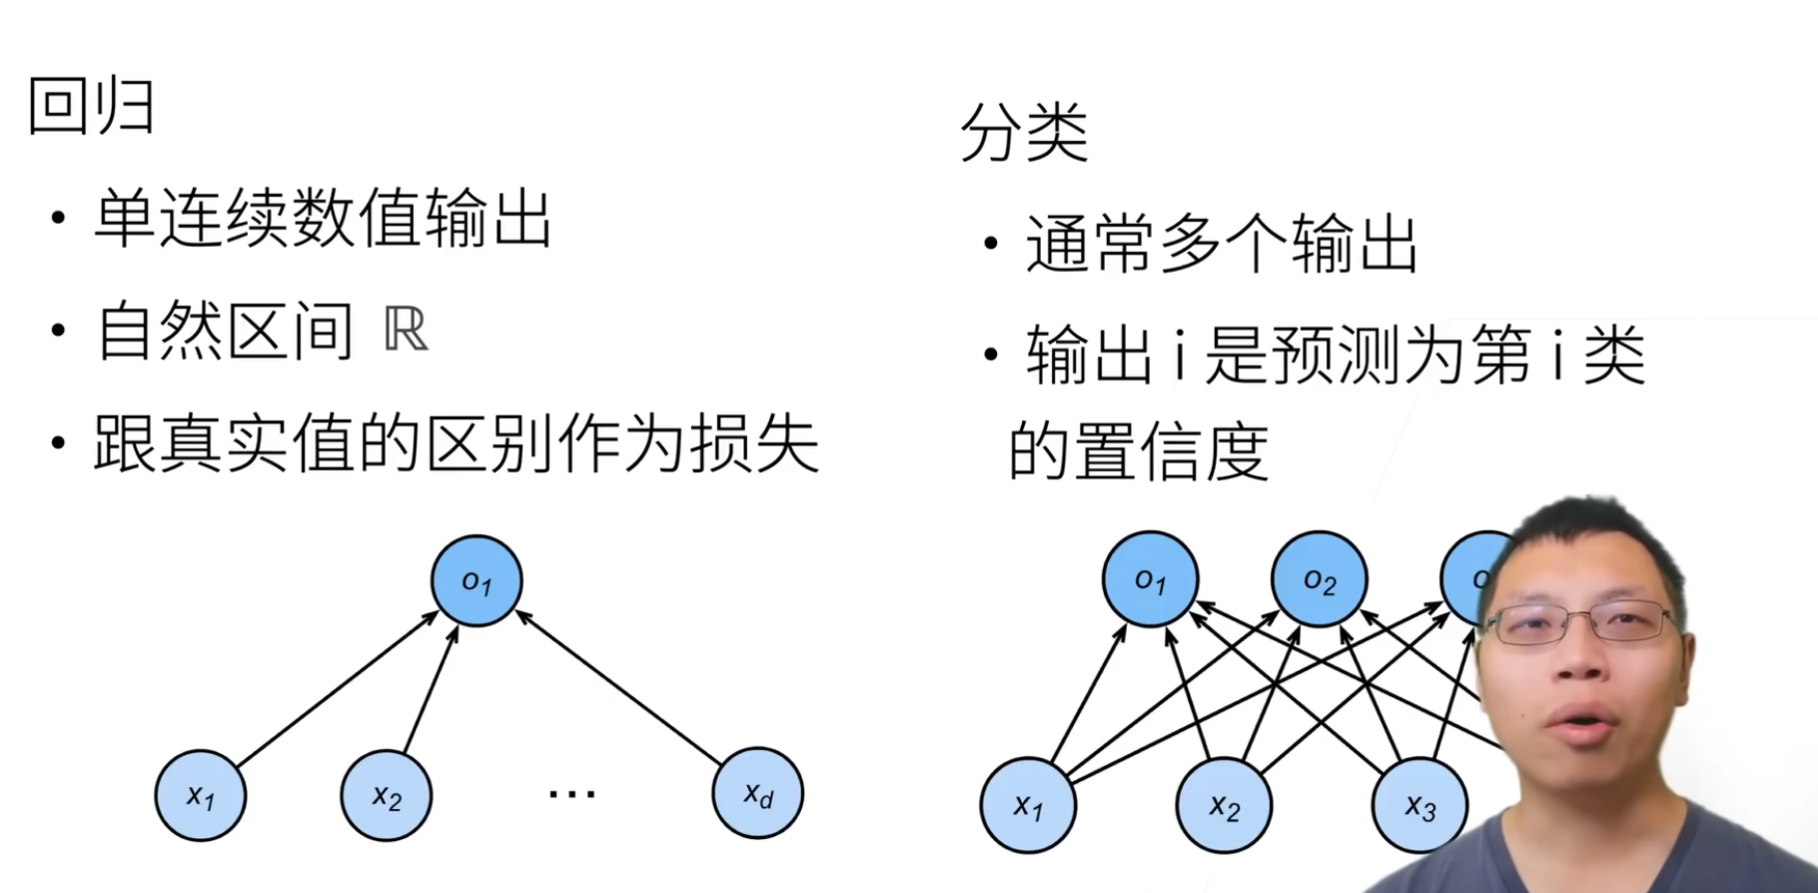 回归
• 单连续数值输出
• 自然区间 ℝ
• 跟真实值的区别作为损失
o₁
x₁ x₂ ... x_d
分类
• 通常多个输出
• 输出 i 是预测为第 i 类
的置信度
o₁ o₂ o
x₁ x₂ x₃